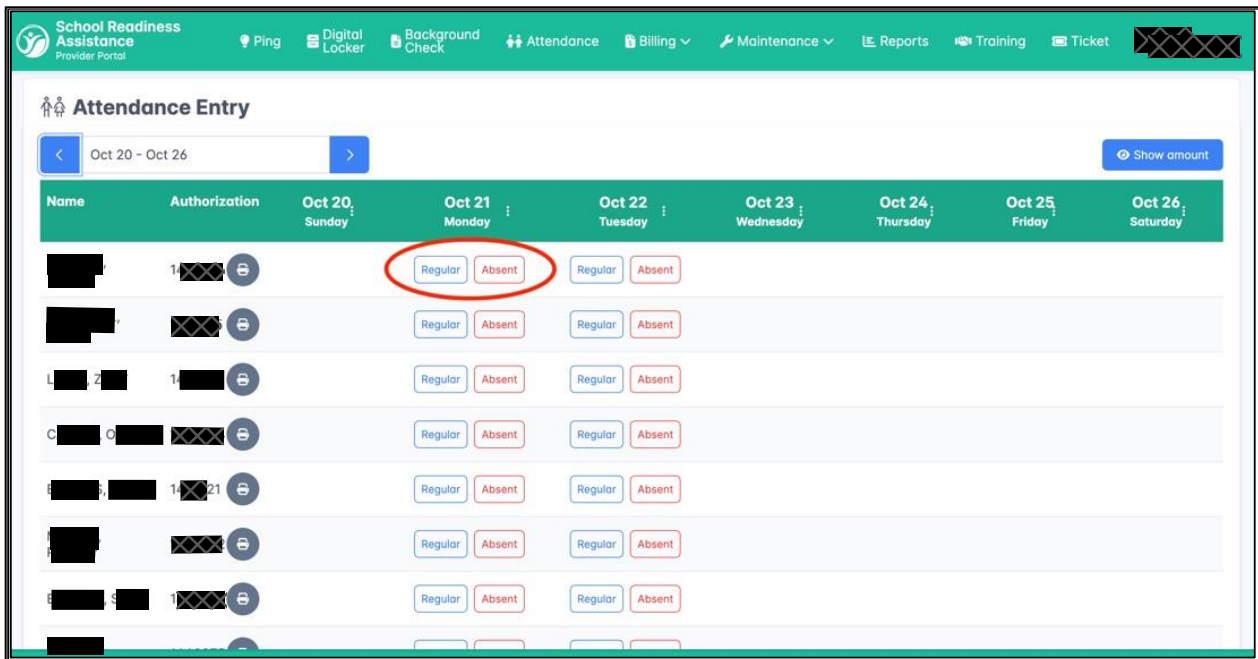 School Readiness
Assistance
Provider Portal
Ping
Digital
Locker
Background
Check
Attendance
Billing
Maintenance
Reports
Training
Ticket
Attendance Entry
Oct 20 - Oct 26
Show amount
Name Authorization Oct 20 Oct 21 Oct 22 Oct 23 Oct 24 Oct 25 Oct 26
Sunday Monday Tuesday Wednesday Thursday Friday Saturday
Regular Absent Regular Absent
Regular Absent Regular Absent
Regular Absent Regular Absent
Regular Absent Regular Absent
Regular Absent Regular Absent
Regular Absent Regular Absent
Regular Absent Regular Absent